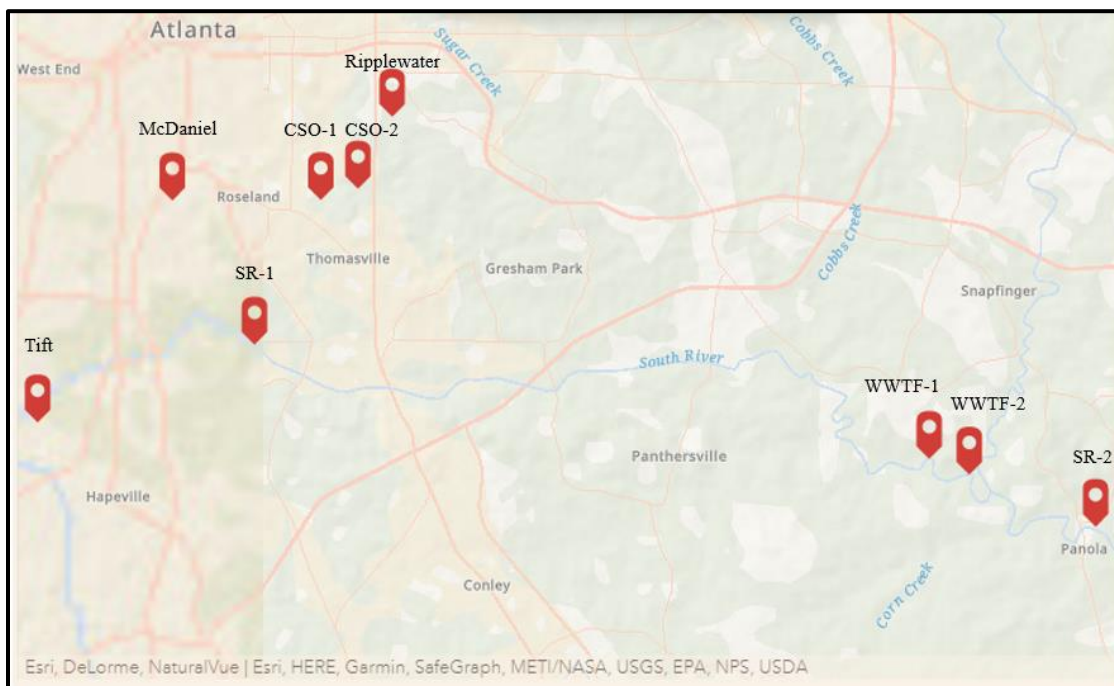 Atlanta
Cobbs Creek
Sugar Creek
West End
Ripplewater
McDaniel
CSO-1
CSO-2
Roseland
Thomasville
Cobbs Creek
Gresham Park
SR-1
Snapfinger
Tift
South River
WWTF-1
WWTF-2
Panthersville
SR-2
Hapeville
Panola
Conley
Corn Creek
Esri, DeLorme, NaturalVue | Esri, HERE, Garmin, SafeGraph, METI/NASA, USGS, EPA, NPS, USDA